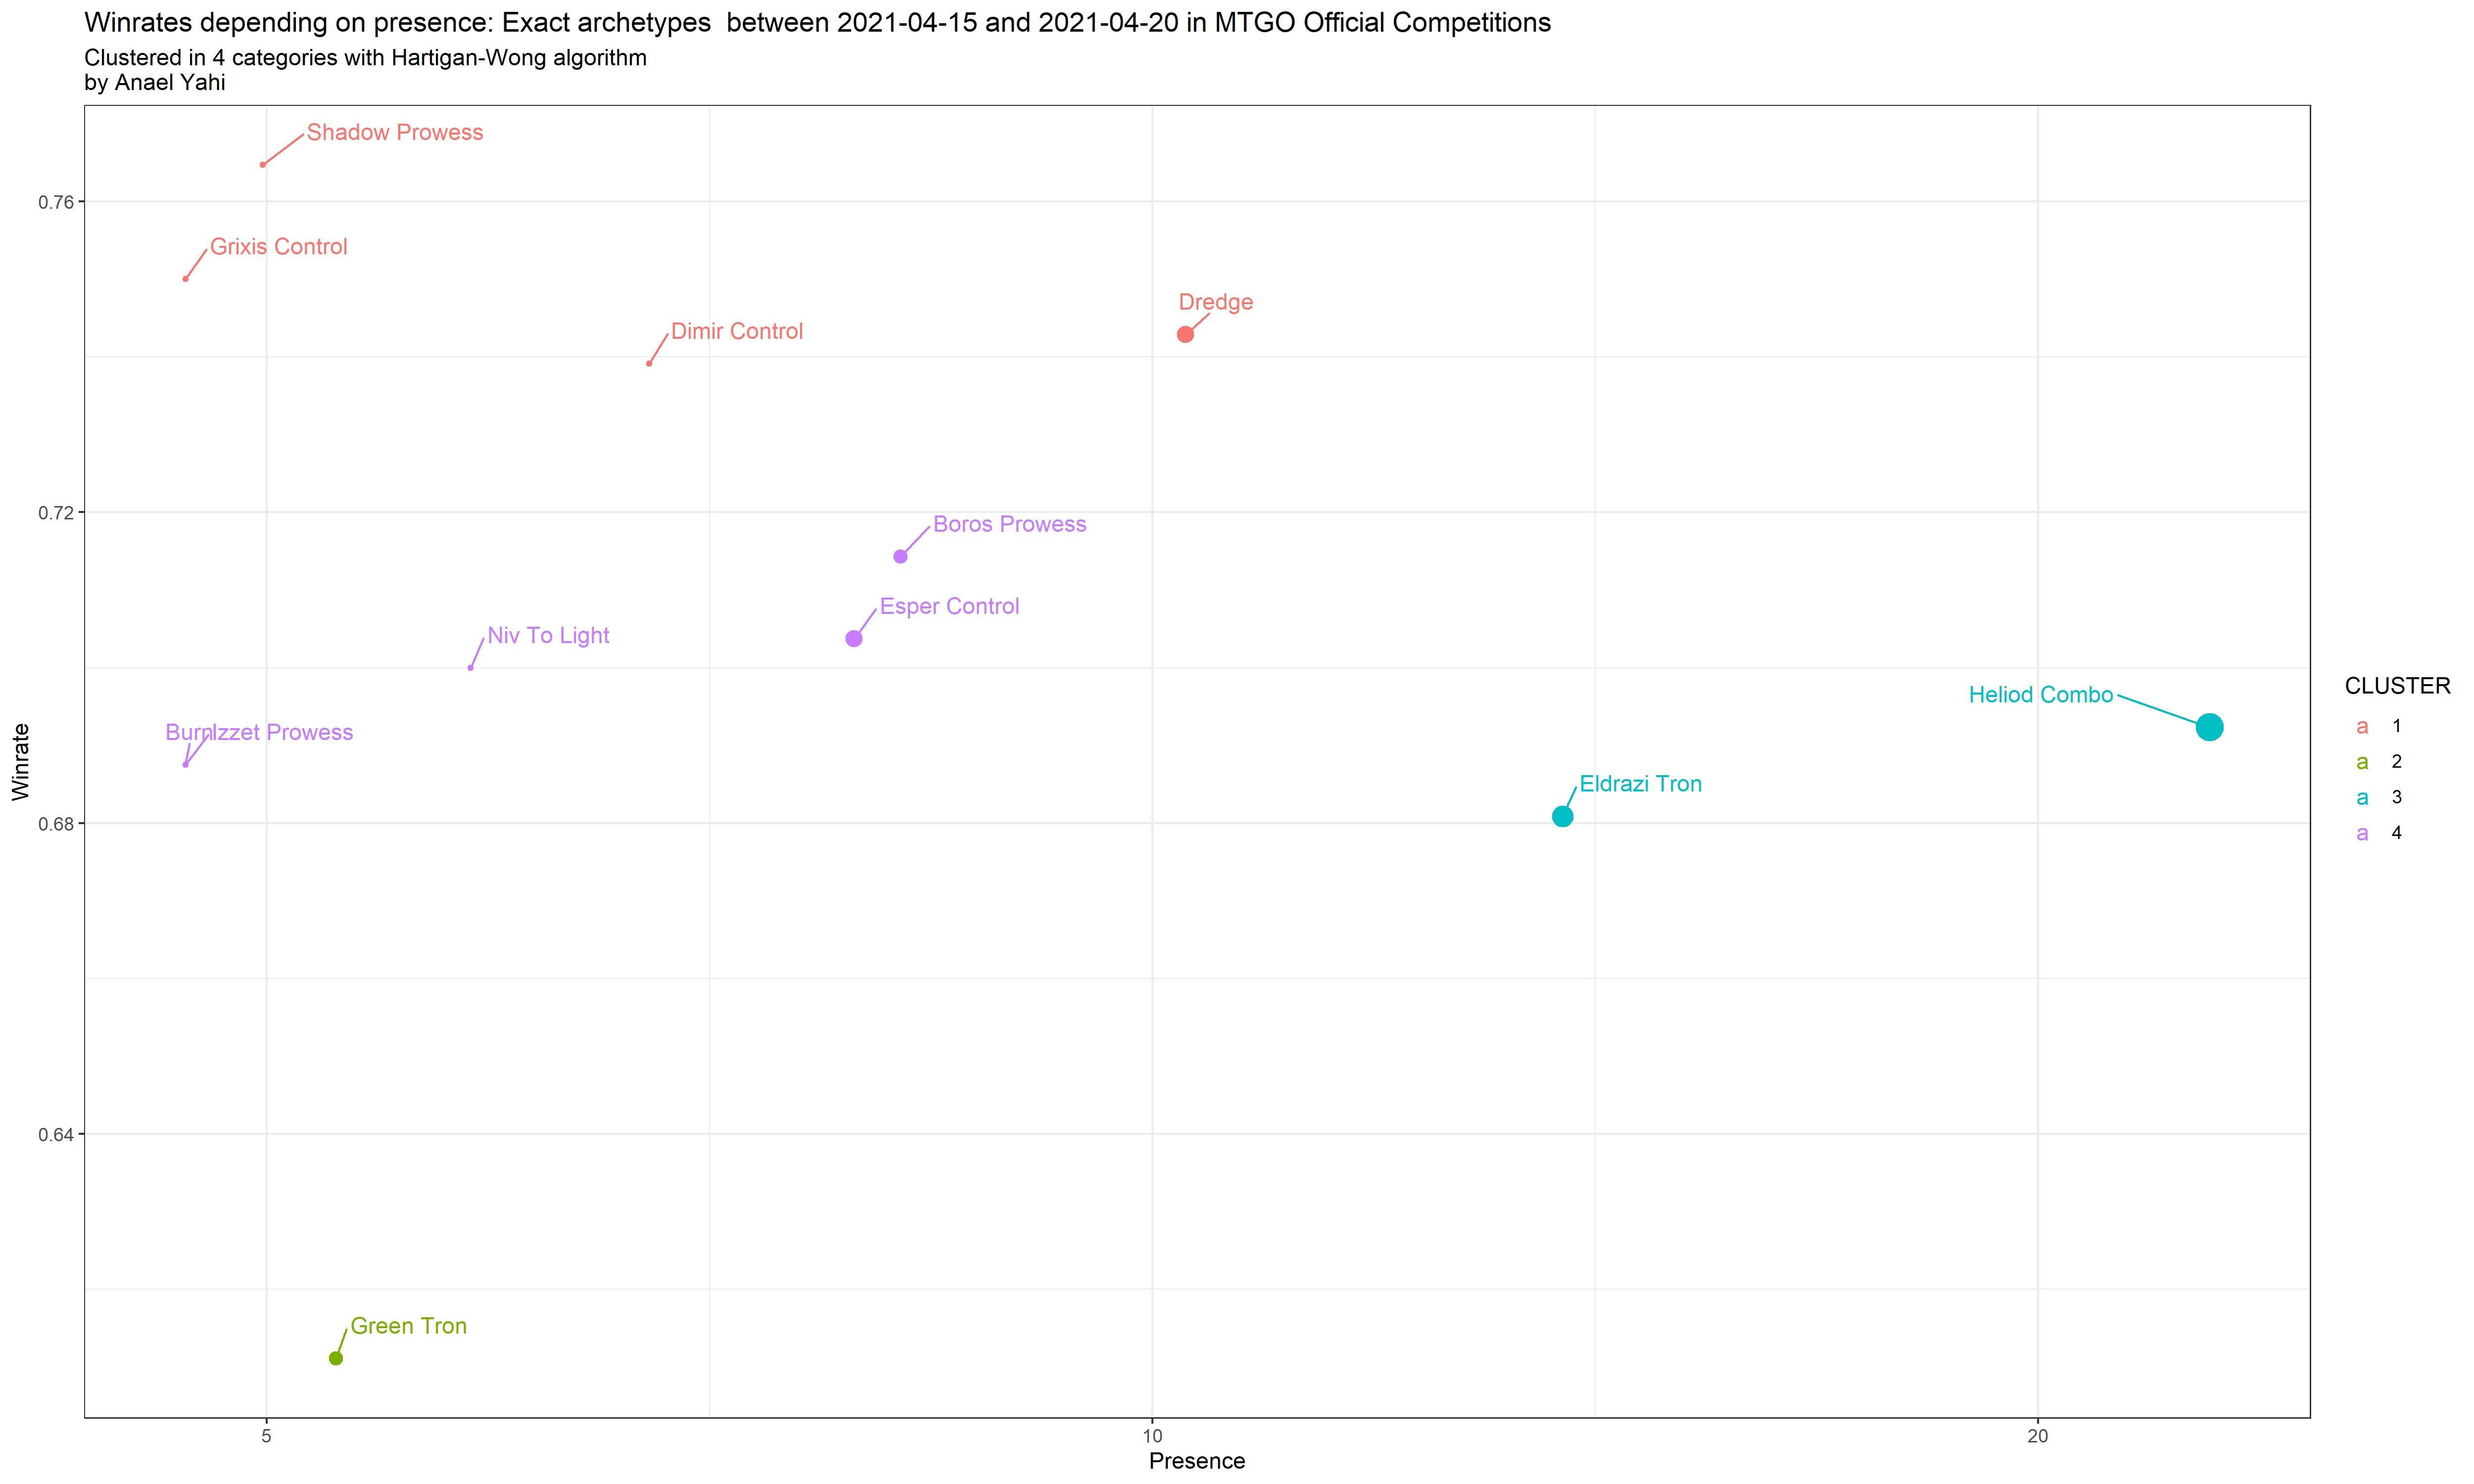 Winrates depending on presence: Exact archetypes  between 2021-04-15 and 2021-04-20 in MTGO Official Competitions
Clustered in 4 categories with Hartigan-Wong algorithm
by Anael Yahi
Shadow Prowess
0.76
Grixis Control
Dredge
Dimir Control
0.72
Boros Prowess
Esper Control
Niv To Light
Heliod Combo
Burn
Izzet Prowess
Eldrazi Tron
0.68
Winrate
CLUSTER
a 1
a 2
a 3
a 4
0.64
Green Tron
5
10
20
Presence